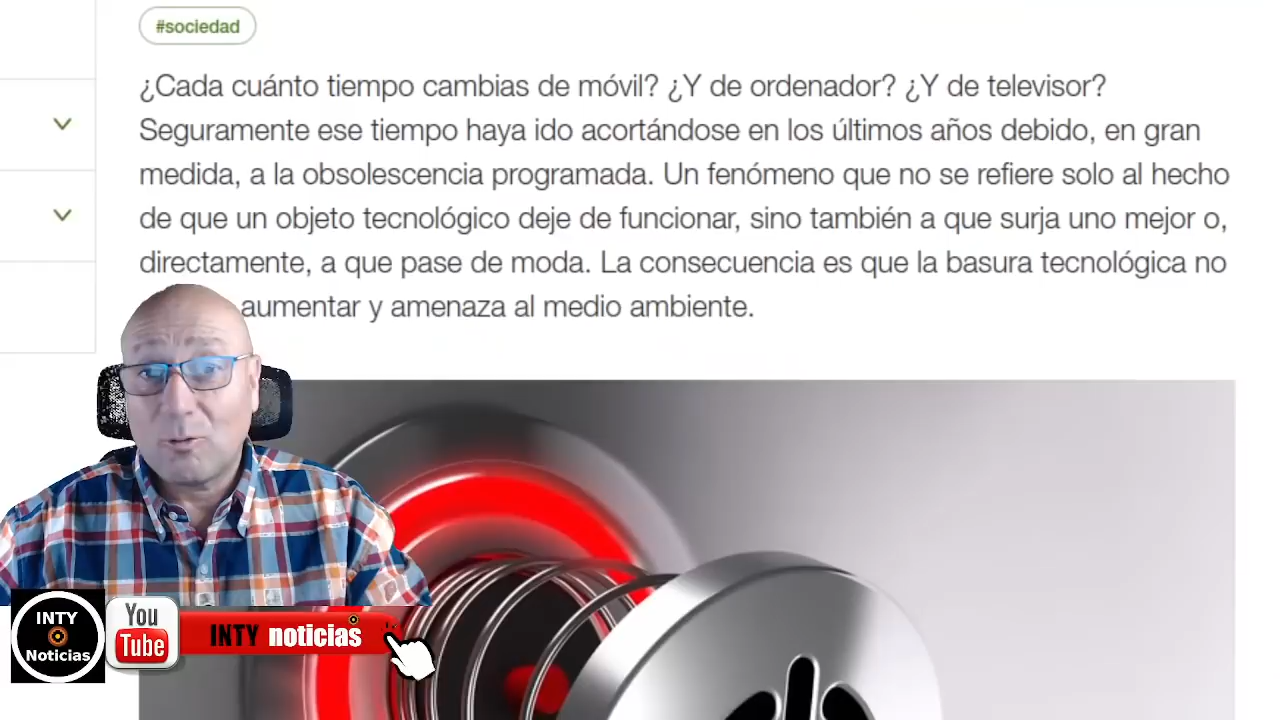 #sociedad
¿Cada cuánto tiempo cambias de móvil? ¿Y de ordenador? ¿Y de televisor?
Seguramente ese tiempo haya ido acortándose en los últimos años debido, en gran
medida, a la obsolescencia programada. Un fenómeno que no se refiere solo al hecho
de que un objeto tecnológico deje de funcionar, sino también a que surja uno mejor o,
directamente, a que pase de moda. La consecuencia es que la basura tecnológica no
aumentar y amenaza al medio ambiente.
INTY
Noticias
You
Tube
INTY noticias